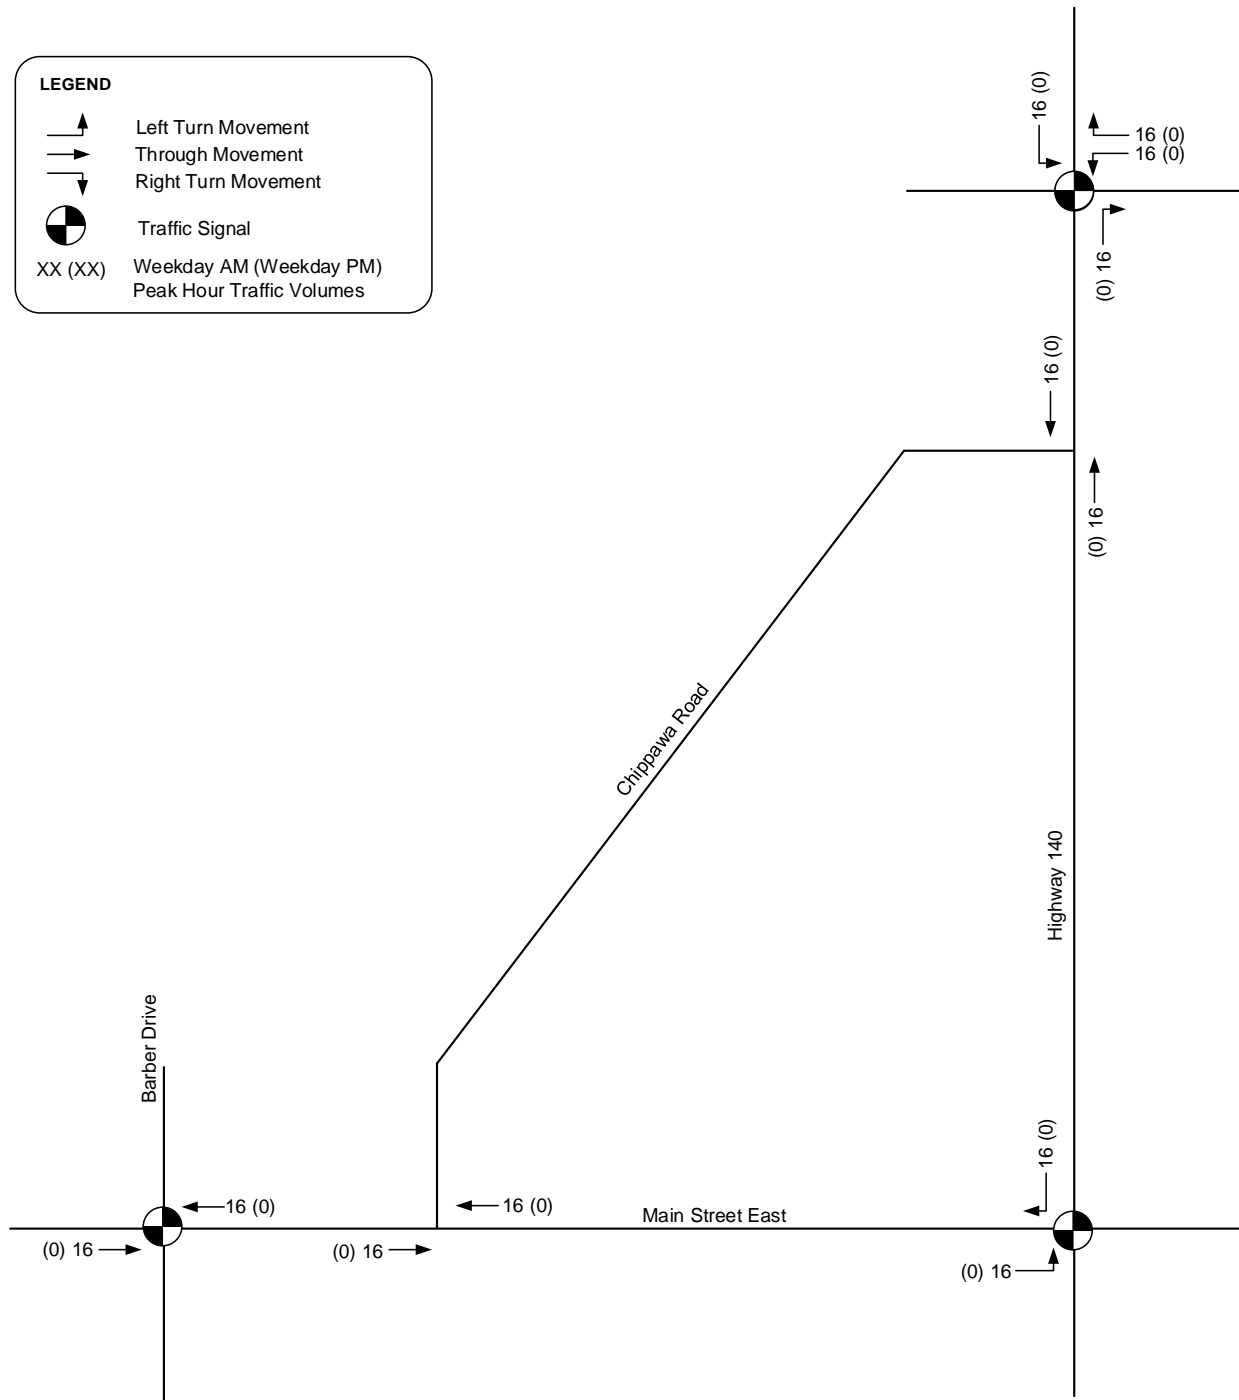 LEGEND
Left Turn Movement
Through Movement
Right Turn Movement
Traffic Signal
XX (XX) Weekday AM (Weekday PM)
Peak Hour Traffic Volumes
16 (0)
16 (0)
16 (0)
(0) 16
16 (0)
(0) 16
Chippawa Road
Highway 140
Barber Drive
16 (0)
16 (0)
16 (0)
Main Street East
(0) 16
(0) 16
(0) 16